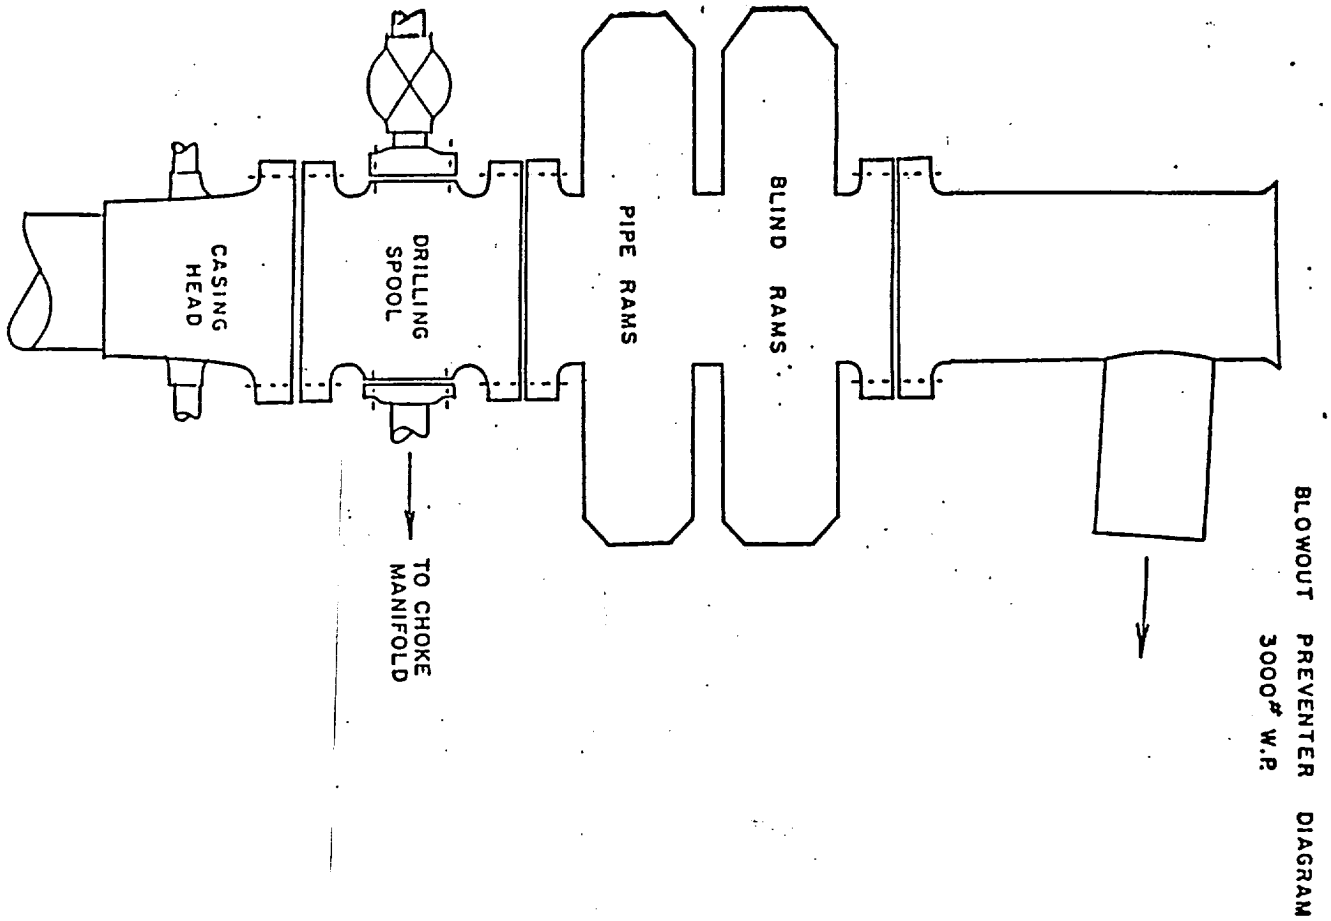 BLOWOUT PREVENTER DIAGRAM
3000# W.P.
BLIND RAMS
PIPE RAMS
DRILLING
SPOOL
TO CHOKE
MANIFOLD
CASING
HEAD